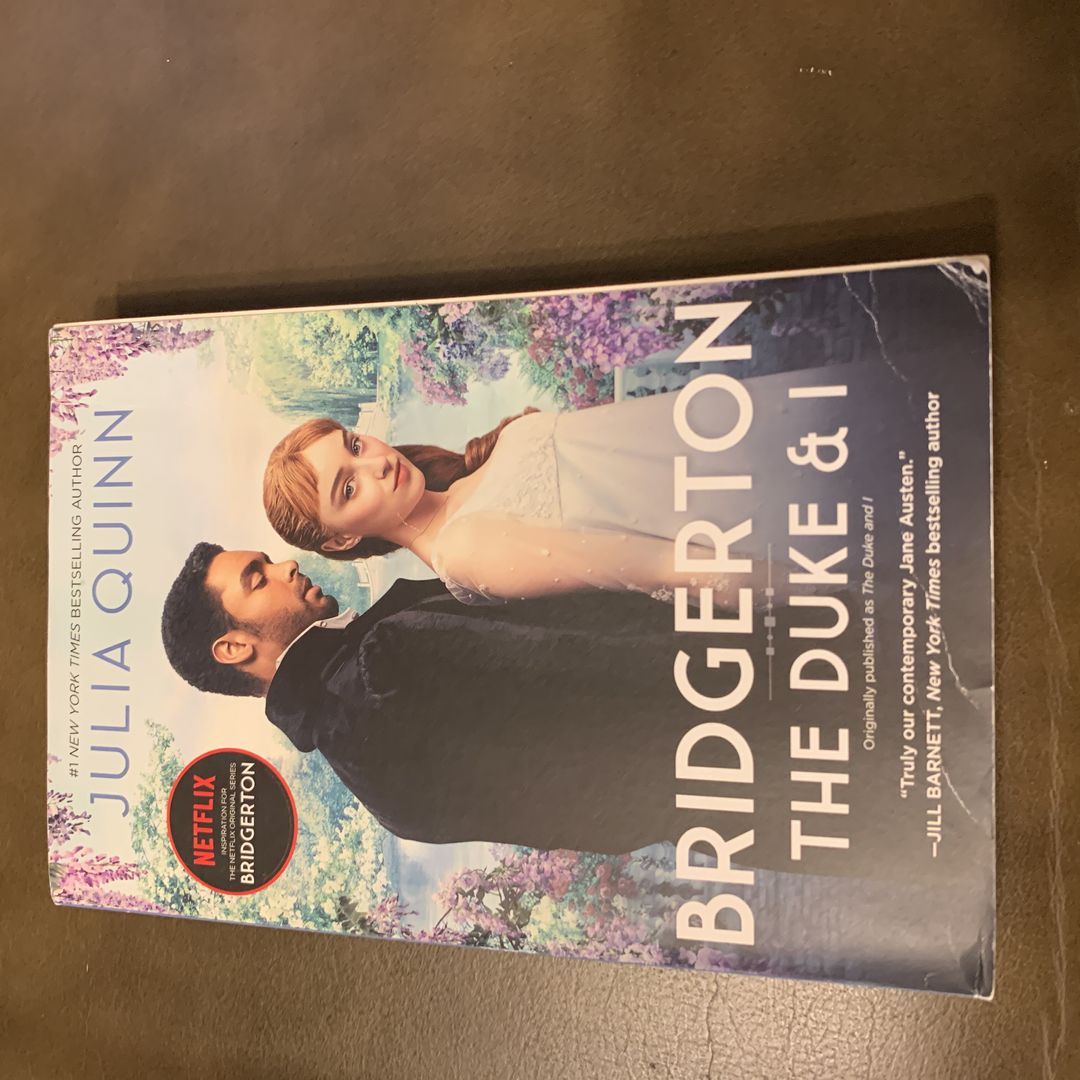 #1 NEW YORK TIMES BESTSELLING AUTHOR
JULIA QUINN
NETFLIX
INSPIRATION FOR
THE NETFLIX ORIGINAL SERIES
BRIDGERTON
BRIDGERTON
THE DUKE & I
Originally published as The Duke and I
“Truly our contemporary Jane Austen.”
–JILL BARNETT, New York Times bestselling author